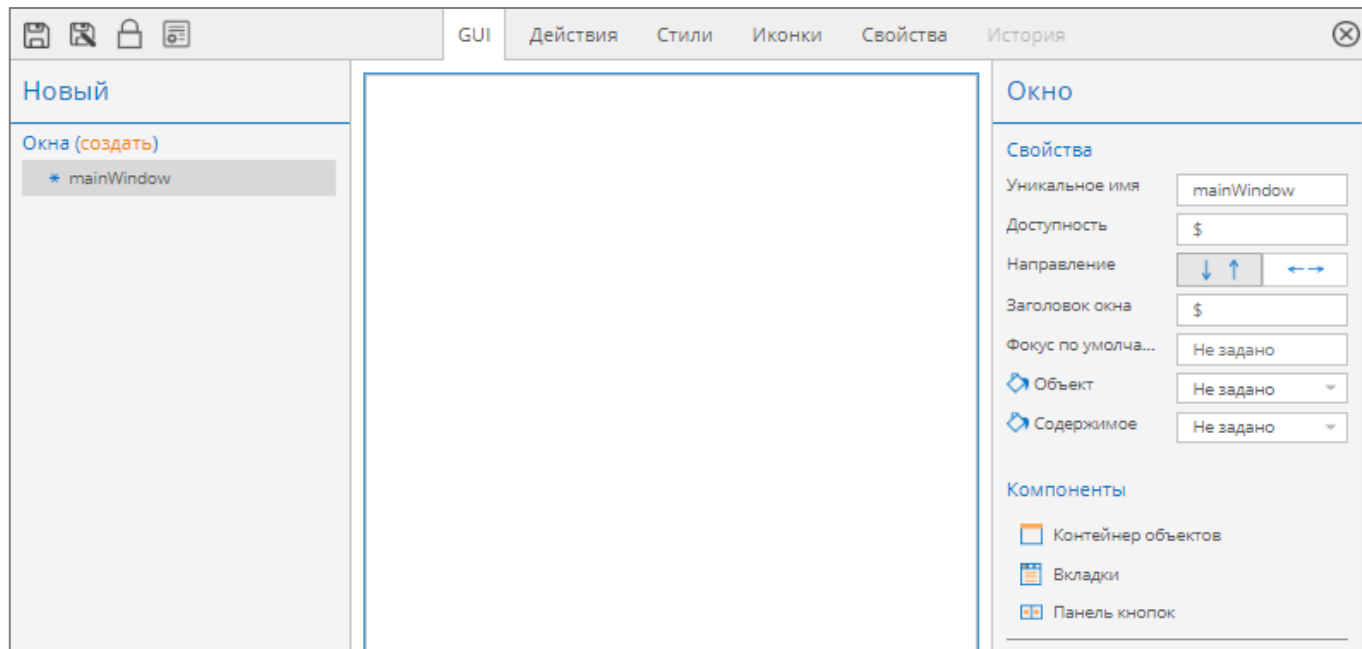 GUI Действия Стили Иконки Свойства История
Новый
Окна (создать)
* mainWindow
Окно
Свойства
Уникальное имя mainWindow
Доступность $
Направление ↓ ↑ ←→
Заголовок окна $
Фокус по умолча... Не задано
Объект Не задано
Содержимое Не задано
Компоненты
Контейнер объектов
Вкладки
Панель кнопок